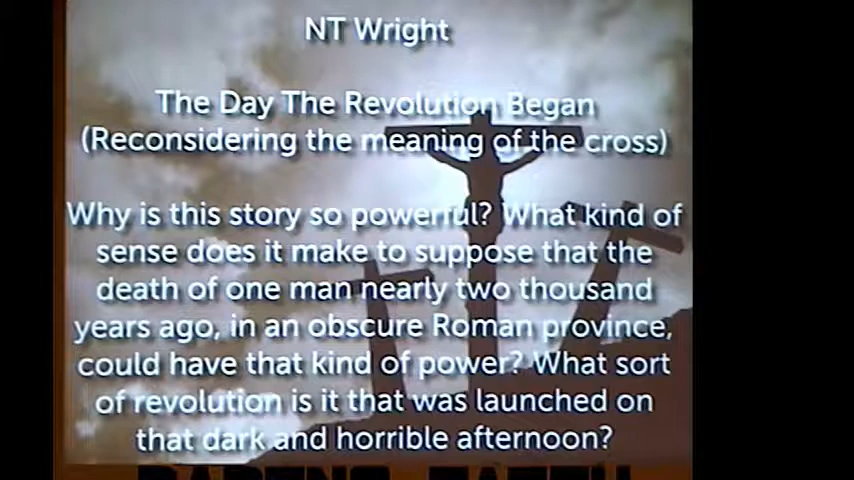 NT Wright
The Day The Revolution Began
(Reconsidering the meaning of the cross)
Why is this story so powerful? What kind of
sense does it make to suppose that the
death of one man nearly two thousand
years ago, in an obscure Roman province,
could have that kind of power? What sort
of revolution is it that was launched on
that dark and horrible afternoon?